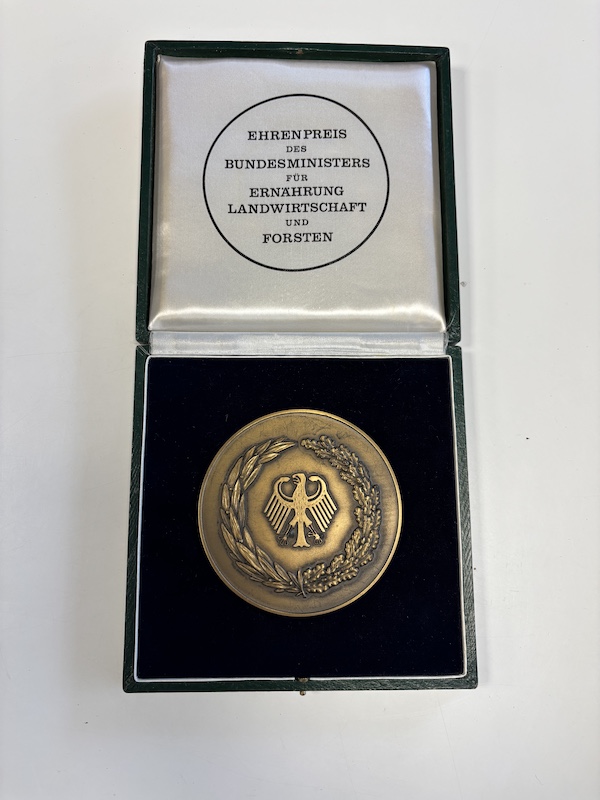 EHRENPREIS
DES
BUNDESMINISTERS
FÜR
ERNÄHRUNG
LANDWIRTSCHAFT
UND
FORSTEN